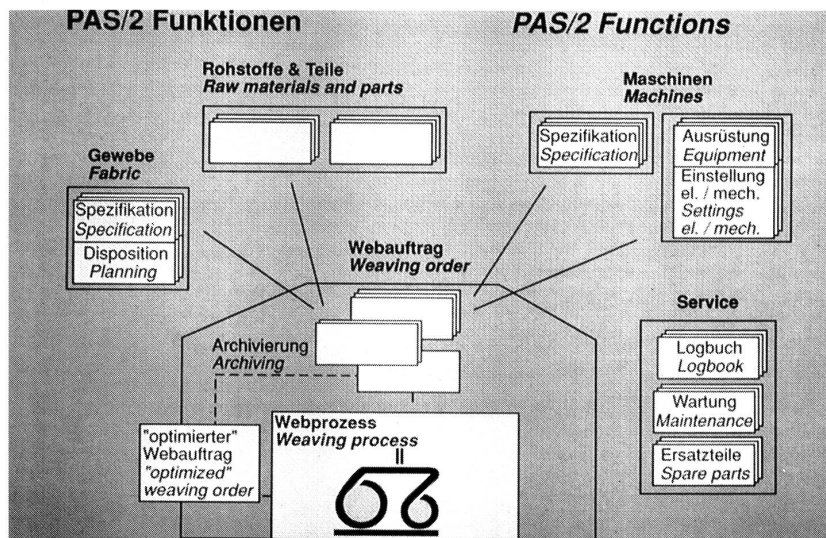 PAS/2 Funktionen
PAS/2 Functions
Rohstoffe & Teile
Raw materials and parts
Maschinen
Machines
Spezifikation
Specification
Ausrüstung
Equipment
Einstellung
el. / mech.
Settings
el. / mech.
Gewebe
Fabric
Spezifikation
Specification
Disposition
Planning
Webauftrag
Weaving order
Service
Logbuch
Logbook
Wartung
Maintenance
Ersatzteile
Spare parts
Archivierung
Archiving
"optimierter"
Webauftrag
"optimized"
weaving order
Webprozess
Weaving process